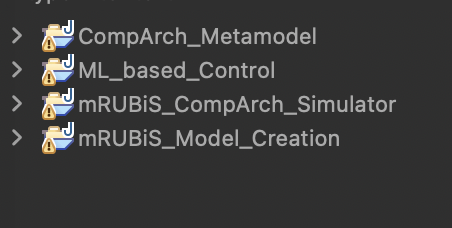 CompArch_Metamodel
ML_based_Control
mRUBiS_CompArch_Simulator
mRUBiS_Model_Creation